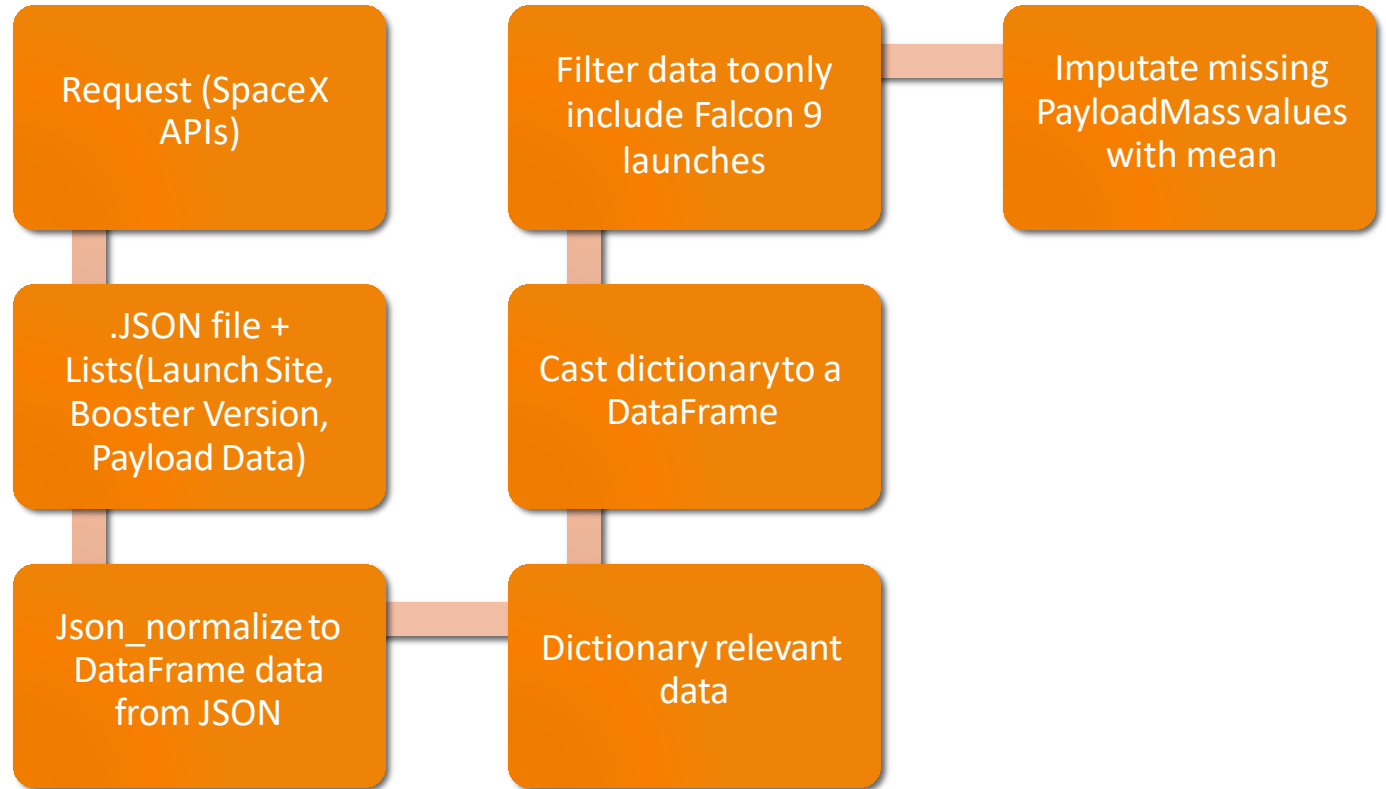 Request (SpaceX
APIs)
.JSON file +
Lists(Launch Site,
Booster Version,
Payload Data)
Json_normalize to
DataFrame data
from JSON
Dictionary relevant
data
Cast dictionary to a
DataFrame
Filter data to only
include Falcon 9
launches
Imputate missing
PayloadMass values
with mean